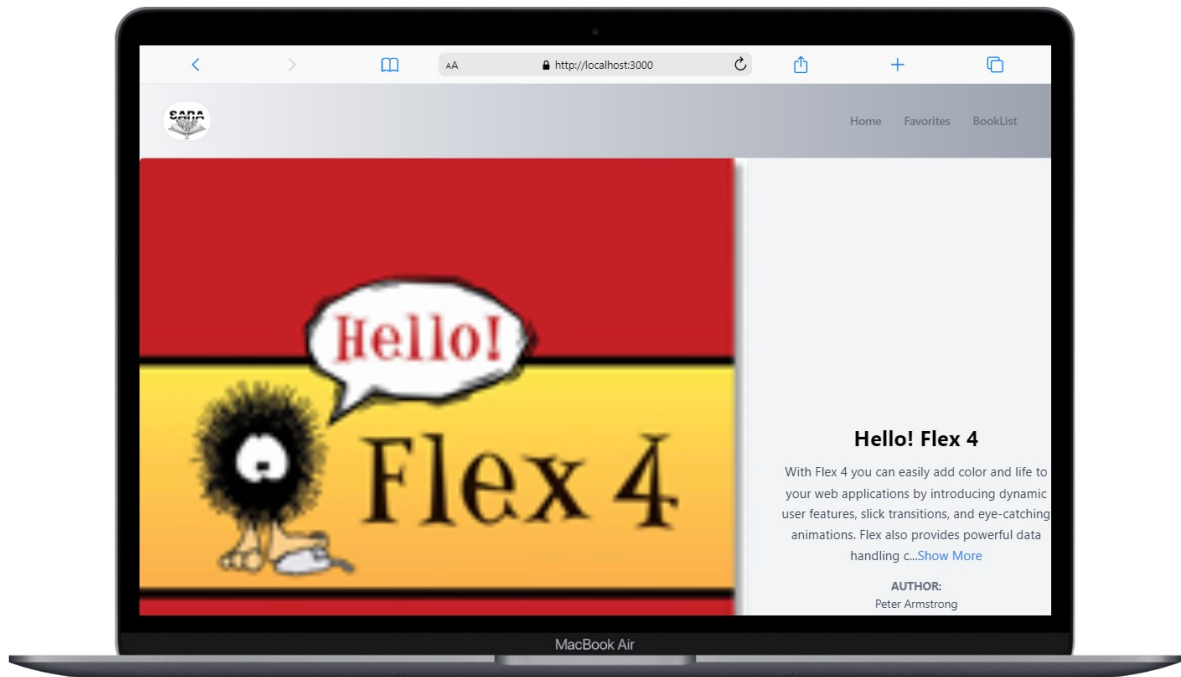 AA
http://localhost:3000
SARA
Home Favorites BookList
Hello!
Flex 4
Hello! Flex 4
With Flex 4 you can easily add color and life to
your web applications by introducing dynamic
user features, slick transitions, and eye-catching
animations. Flex also provides powerful data
handling c...Show More
AUTHOR:
Peter Armstrong
MacBook Air